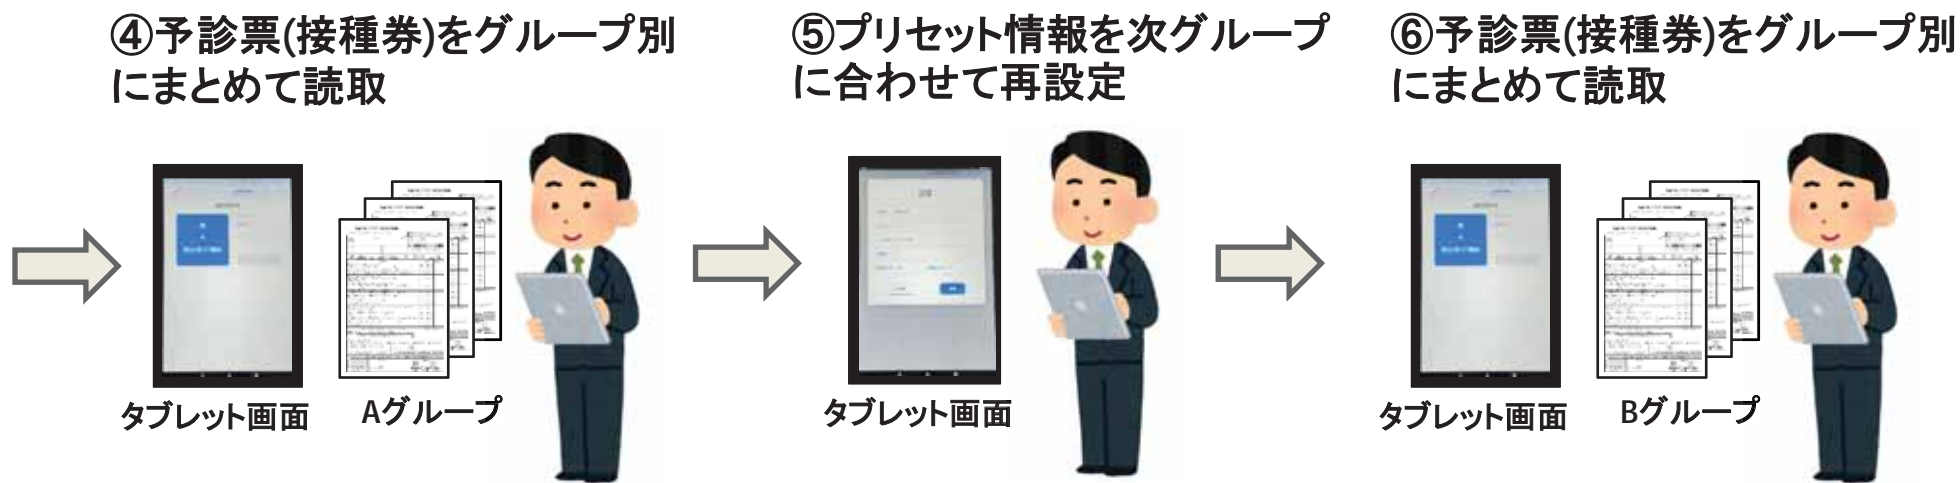 ④予診票(接種券)をグループ別
にまとめて読取
⑤プリセット情報を次グループ
に合わせて再設定
⑥予診票(接種券)をグループ別
にまとめて読取
タブレット画面
Aグループ
タブレット画面
タブレット画面
Bグループ